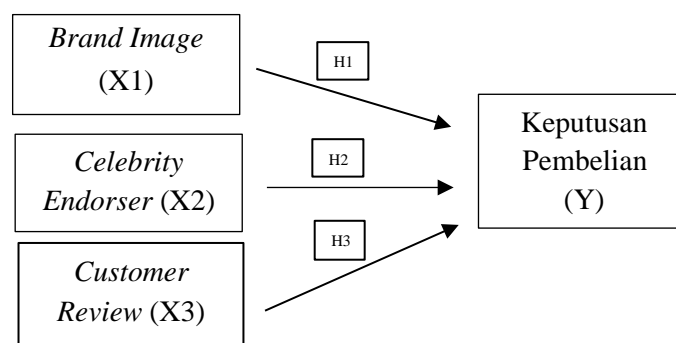 Brand Image
(X1)
H1
Keputusan
Pembelian
(Y)
Celebrity
Endorser (X2)
H2
H3
Customer
Review (X3)